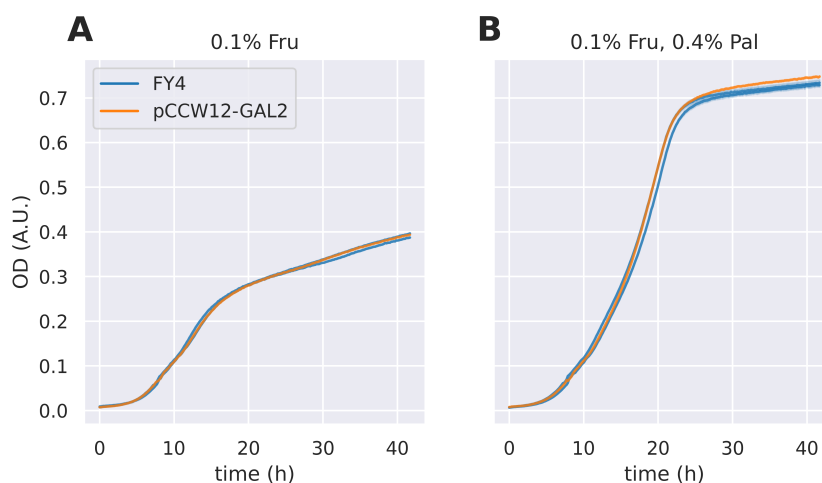 A
B
0.1% Fru
0.1% Fru, 0.4% Pal
FY4
pCCW12-GAL2
OD (A.U.)
0.7
0.6
0.5
0.4
0.3
0.2
0.1
0.0
0 10 20 30 40
0 10 20 30 40
time (h)
time (h)